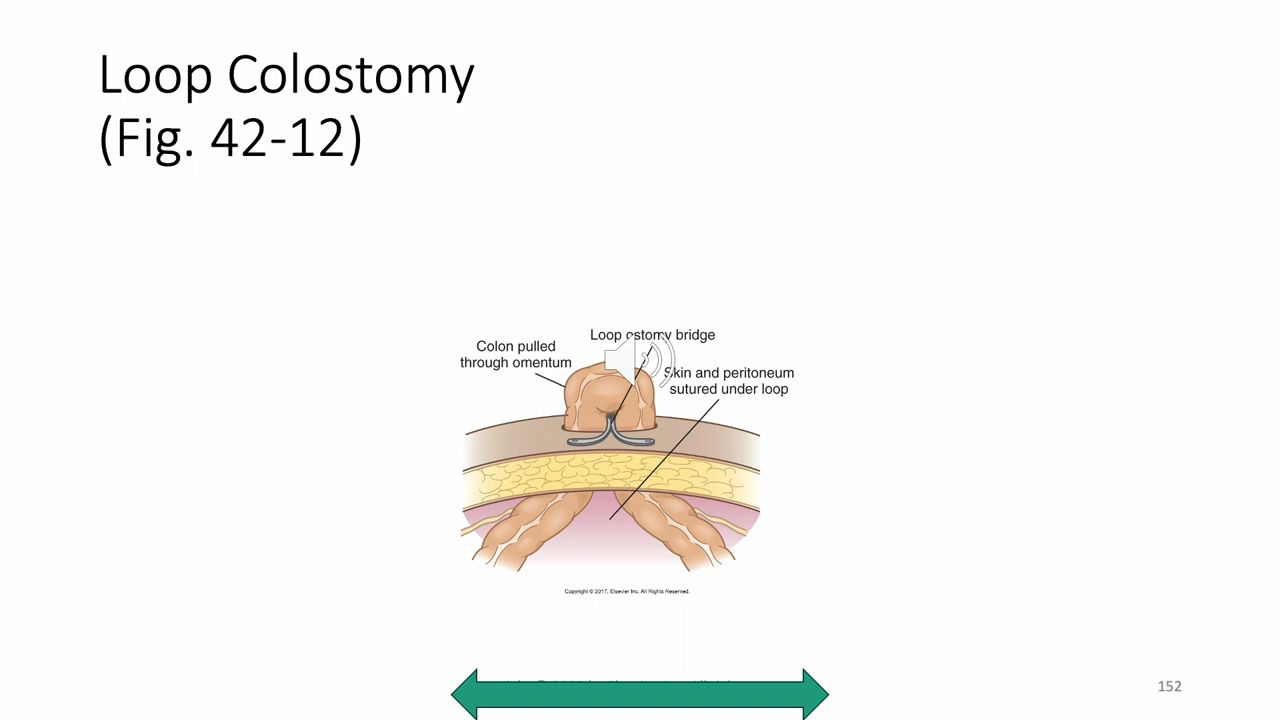 Loop Colostomy
(Fig. 42-12)
Loop ostomy bridge
Colon pulled
through omentum
Skin and peritoneum
sutured under loop
Copyright © 2017, Elsevier Inc. All Rights Reserved.
152